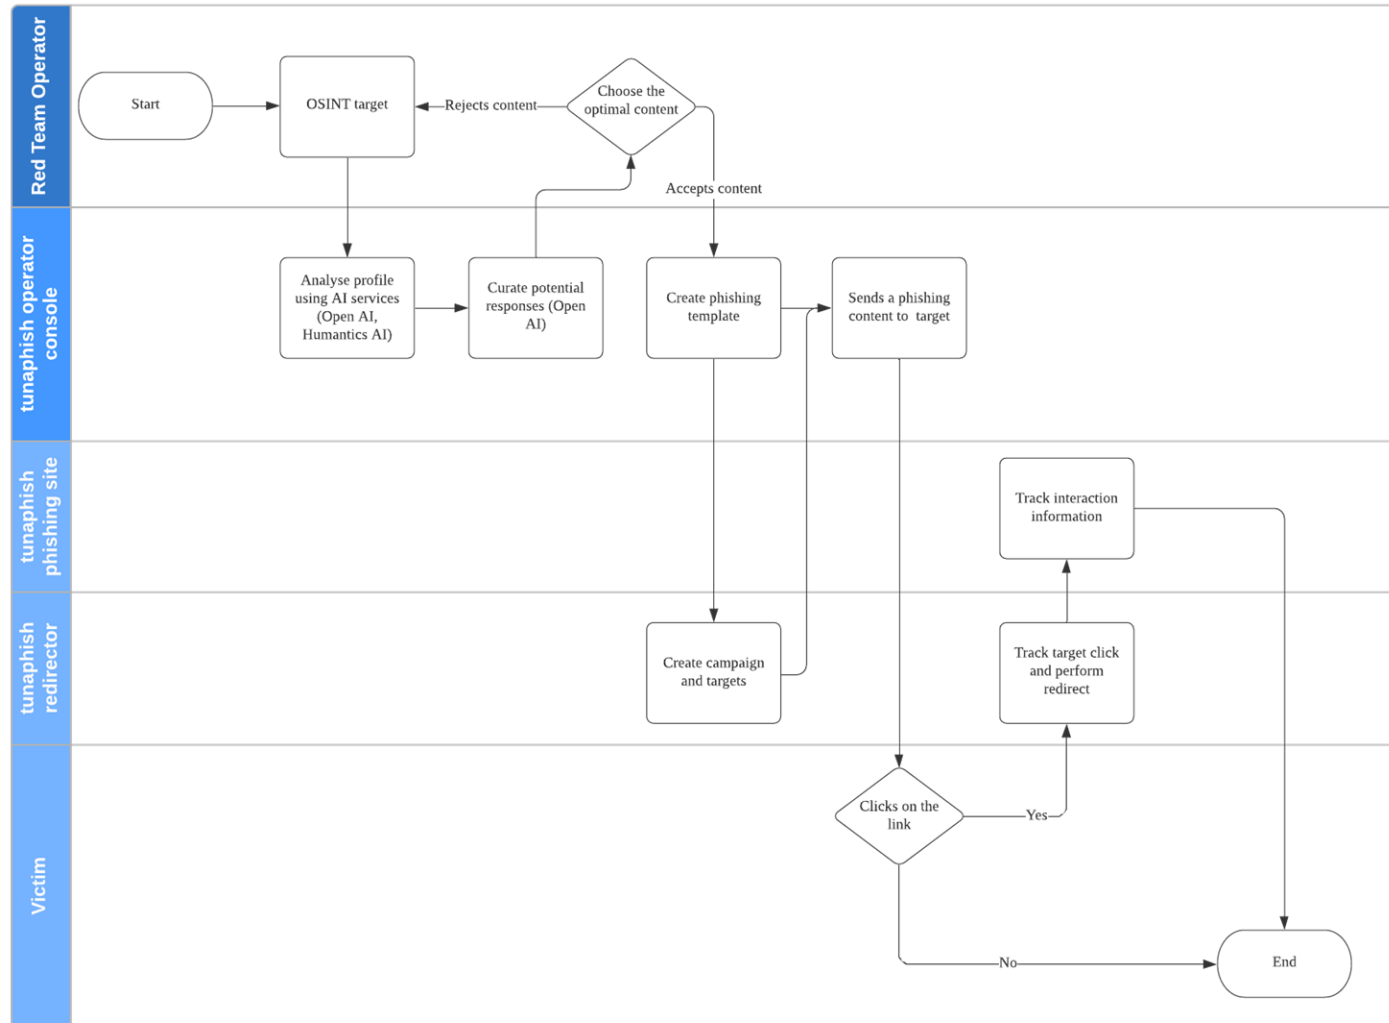 Red Team Operator
Start
OSINT target
Rejects content
Choose the
optimal content
Accepts content
tunaphish operator
console
Analyse profile
using AI services
(Open AI,
Humantics AI)
Curate potential
responses (Open
AI)
Create phishing
template
Sends a phishing
content to target
tunaphish
phishing site
Track interaction
information
tunaphish
redirector
Create campaign
and targets
Track target click
and perform
redirect
Victim
Clicks on the
link
Yes
No
End